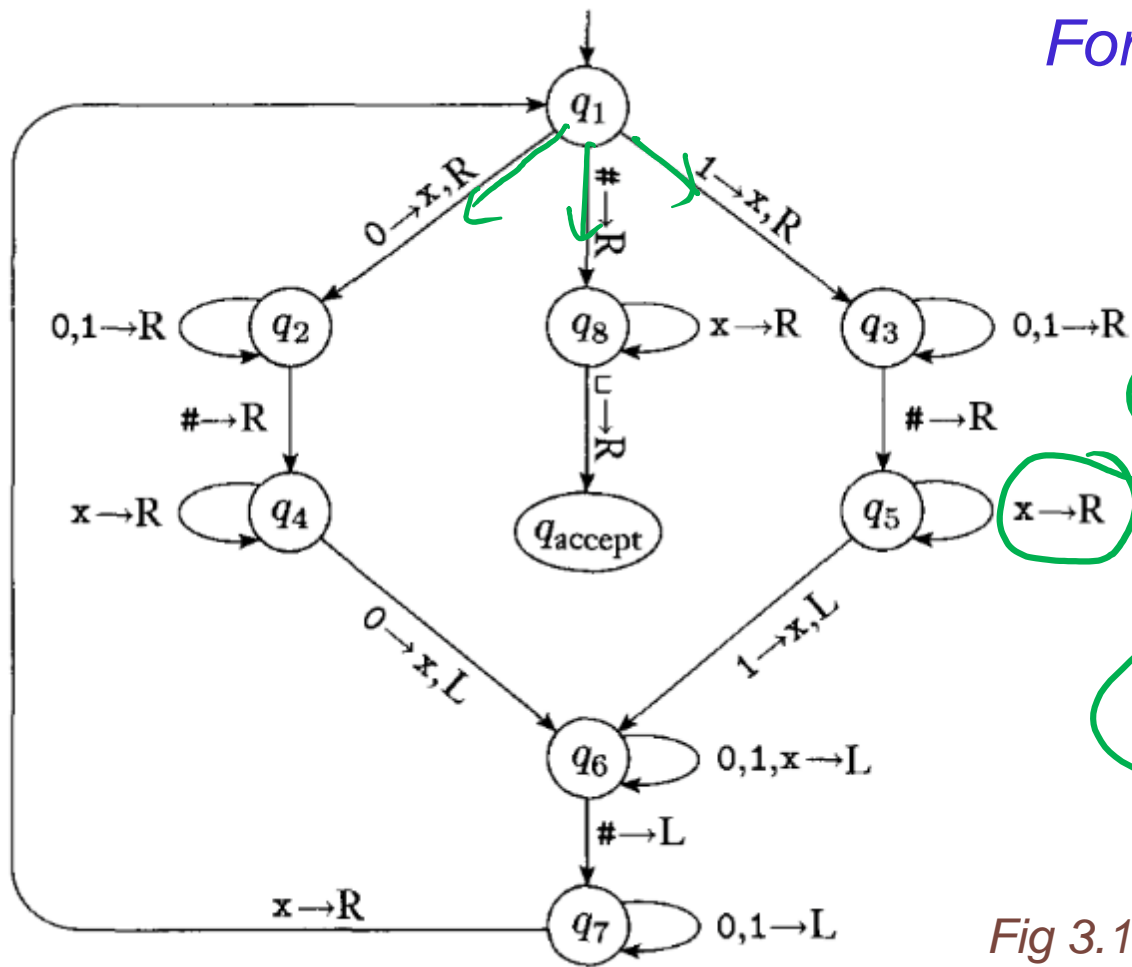 For
q1
0→x,R
#→R
1→x,R
0,1→R
q2
q8
x→R
q3
0,1→R
#→R
⊔→R
#→R
x→R
q4
qaccept
q5
x→R
0→x,L
1→x,L
q6
0,1,x→L
#→L
x→R
q7
0,1→L
Fig 3.1